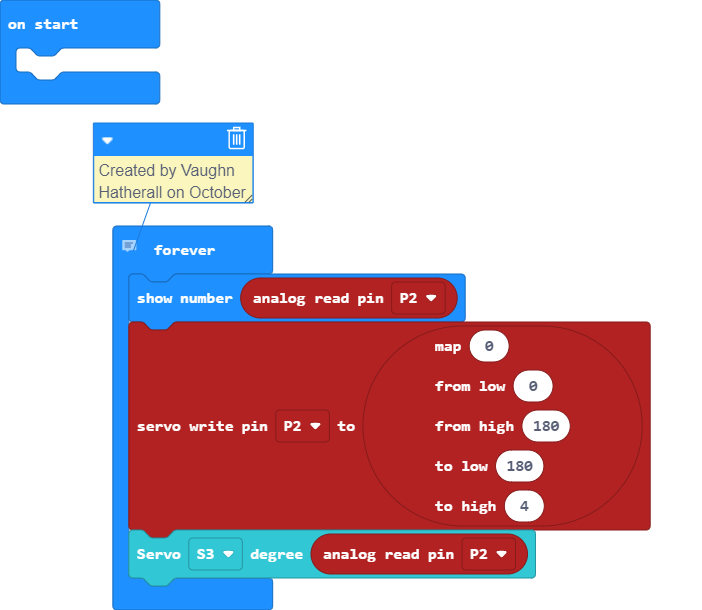 on start
Created by Vaughn
Hatherall on October
forever
show number analog read pin P2
map 0
from low 0
servo write pin P2 to from high 180
to low 180
to high 4
Servo S3 degree analog read pin P2